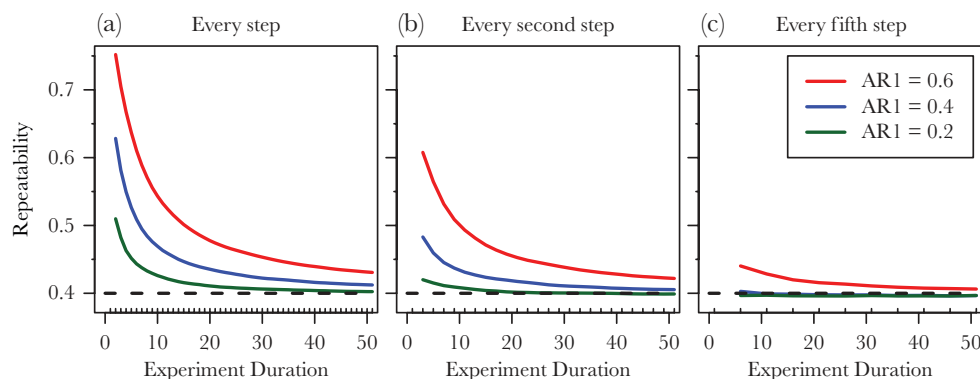 (a) Every step
(b) Every second step
(c) Every fifth step
Repeatability
0.7
0.6
0.5
0.4
AR1 = 0.6
AR1 = 0.4
AR1 = 0.2
0 10 20 30 40 50
0 10 20 30 40 50
0 10 20 30 40 50
Experiment Duration
Experiment Duration
Experiment Duration